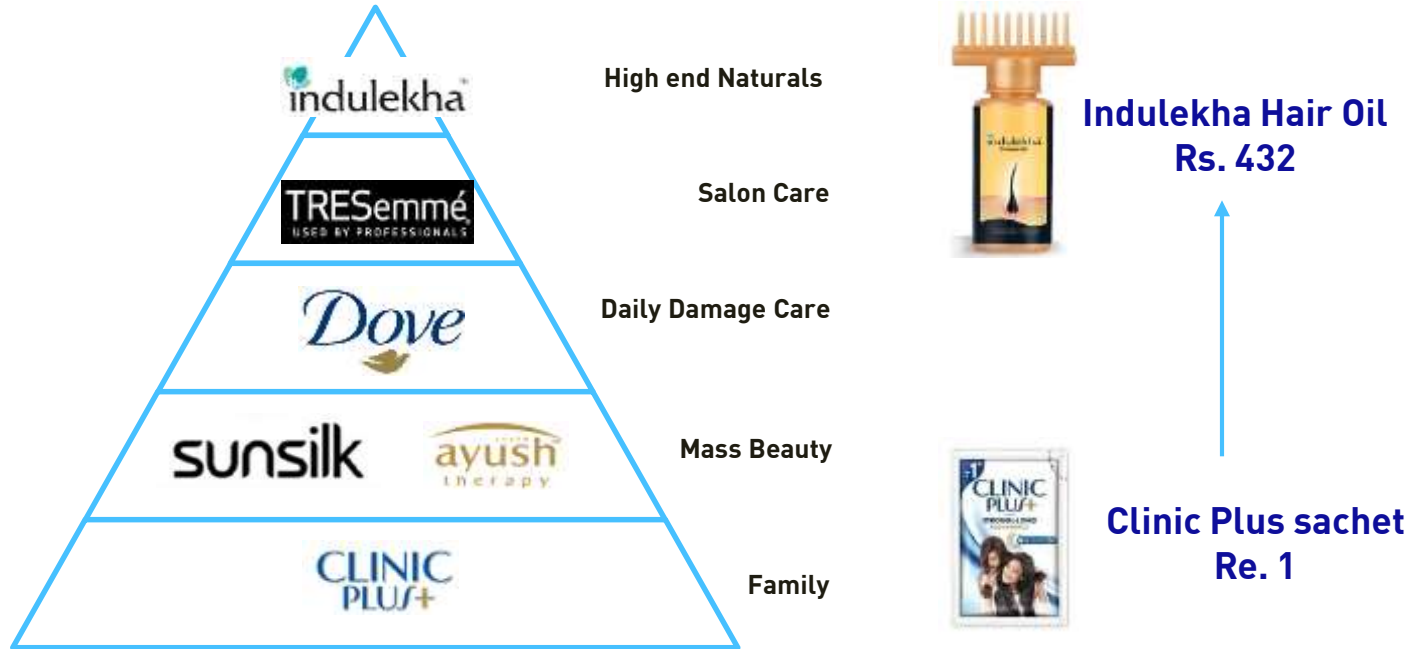 indulekha
High end Naturals
indulekha
Indulekha Hair Oil
Rs. 432
TRESemmé
USED BY PROFESSIONALS
Salon Care
Dove
Daily Damage Care
sunsilk
ayush
therapy
Mass Beauty
CLINIC
PLUS+
Family
CLINIC
PLUS+
Clinic Plus sachet
Re. 1